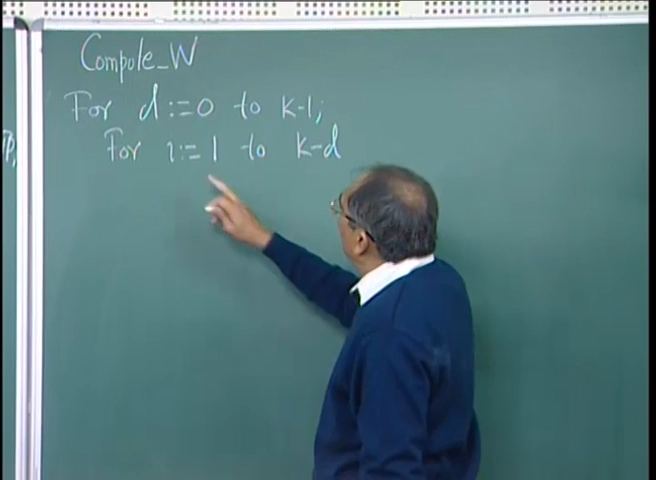 Compute_W
For d := 0 to k-1;
For i := 1 to k-d